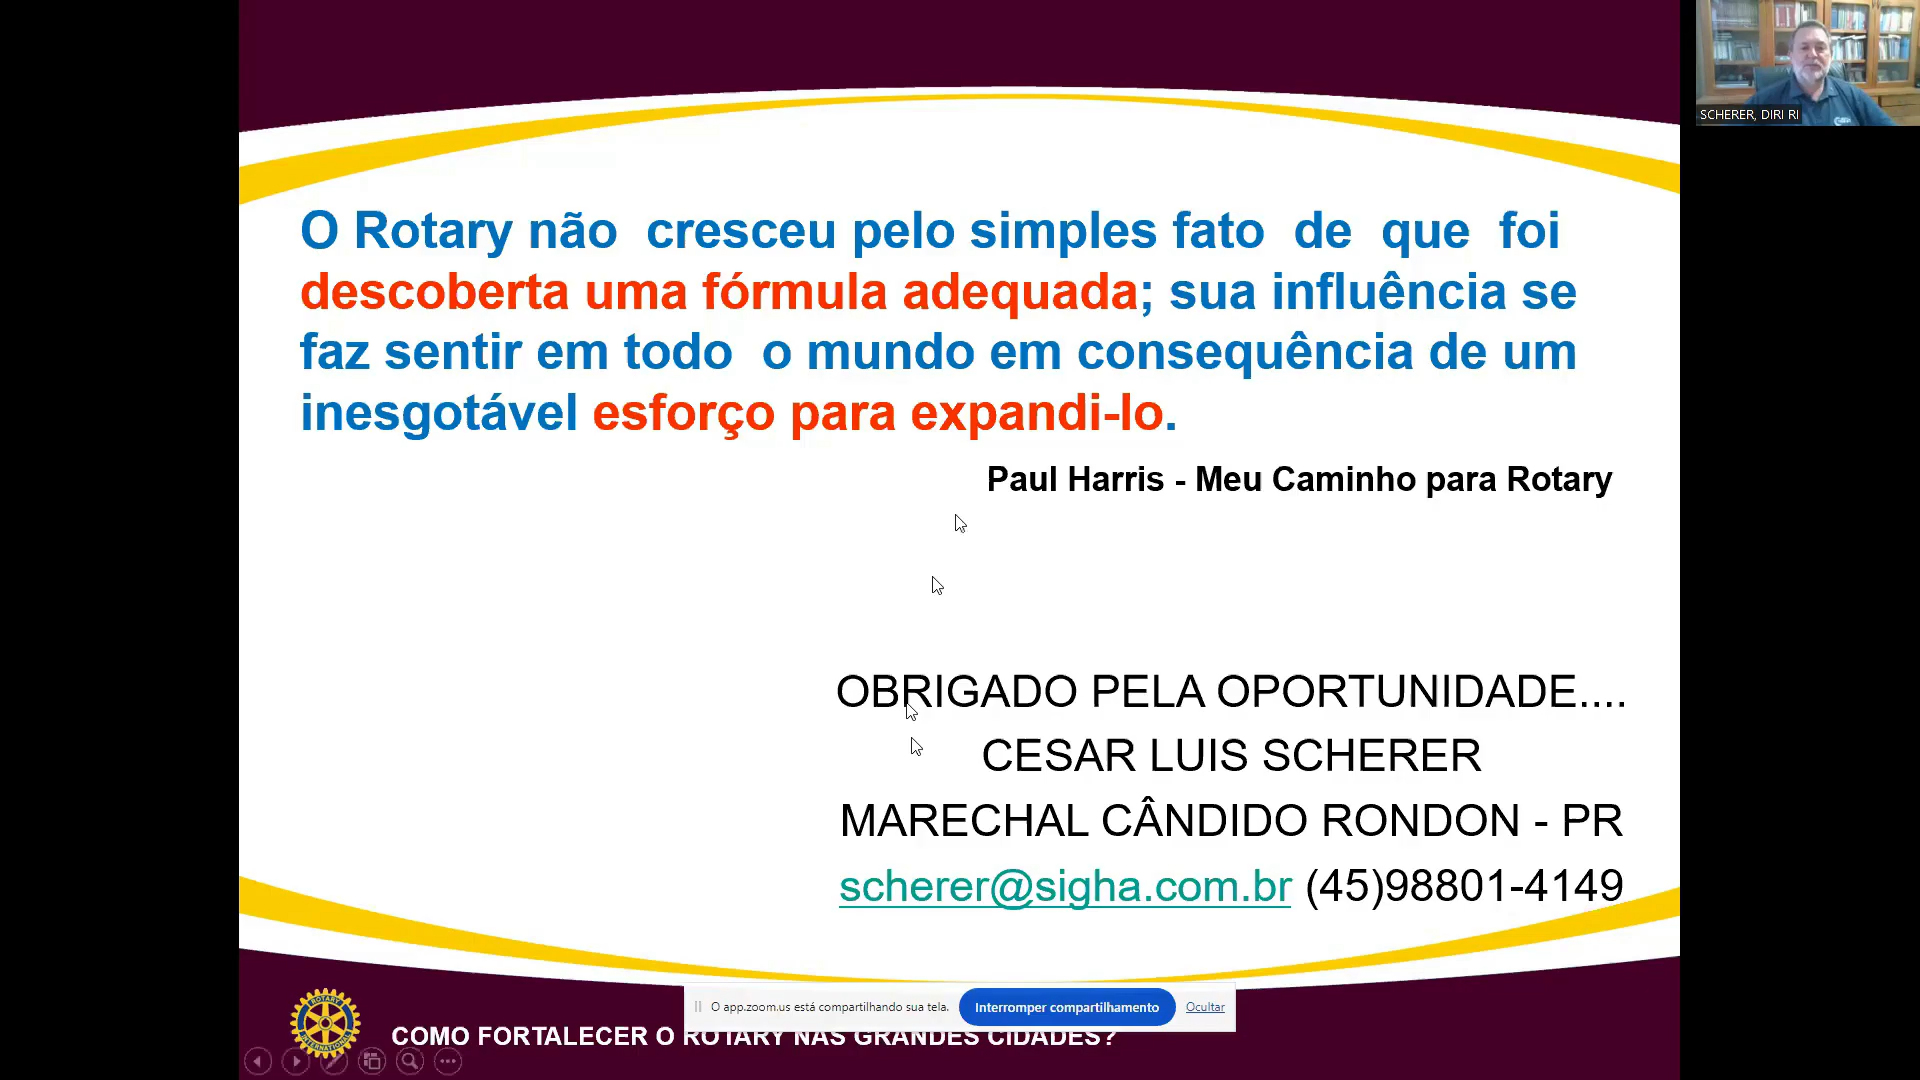 SCHERER, DIRI RI
O Rotary não cresceu pelo simples fato de que foi
descoberta uma fórmula adequada; sua influência se
faz sentir em todo o mundo em consequência de um
inesgotável esforço para expandi-lo.
Paul Harris - Meu Caminho para Rotary
OBRIGADO PELA OPORTUNIDADE....
CESAR LUIS SCHERER
MARECHAL CÂNDIDO RONDON - PR
scherer@sigha.com.br (45)98801-4149
O app.zoom.us está compartilhando sua tela. Interromper compartilhamento Ocultar
ROTARY INTERNATIONAL
COMO FORTALECER O ROTARY NAS GRANDES CIDADES?